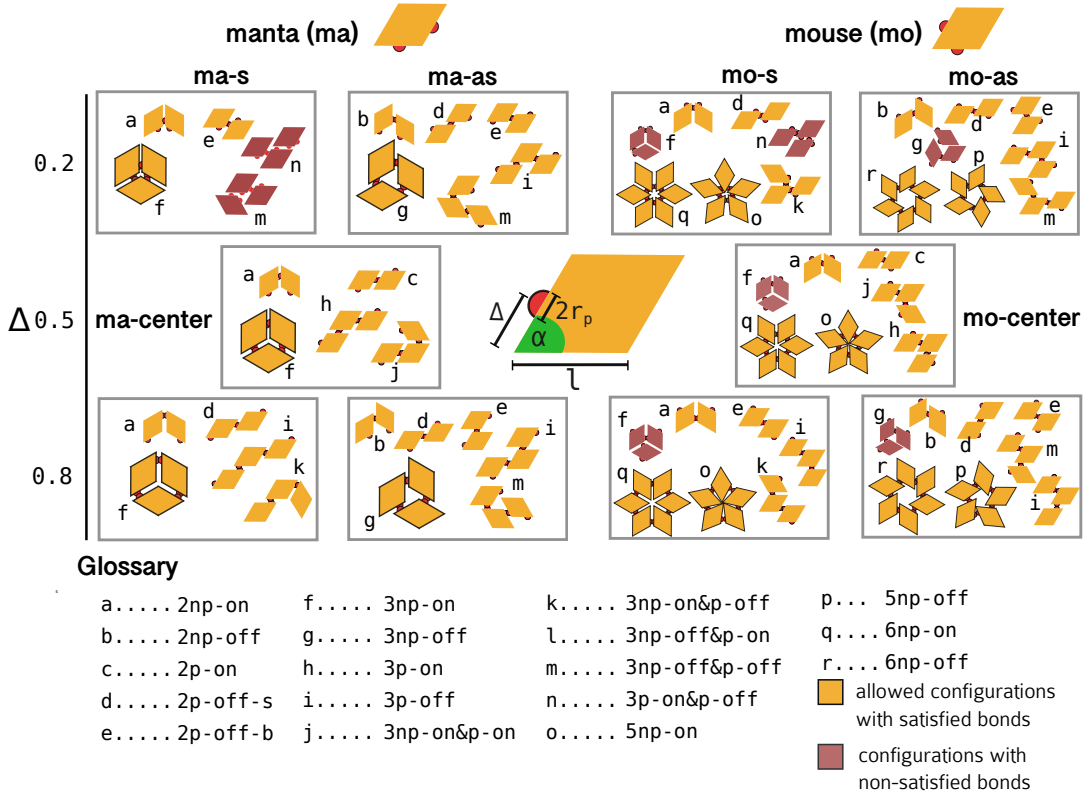 manta (ma)
mouse (mo)
ma-s
ma-as
mo-s
mo-as
0.2
a
e
n
f
m
b
d
e
i
g
m
a
d
f
n
k
q
o
b
d
e
g
p
i
r
m
Δ 0.5
ma-center
a
c
h
f
j
Δ
2rp
α
l
mo-center
f
a
c
j
q
o
h
0.8
a
d
i
k
f
e
i
b
d
m
g
f
a
e
i
q
o
k
g
b
d
e
m
r
p
i
Glossary
a..... 2np-on
b..... 2np-off
c..... 2p-on
d..... 2p-off-s
e..... 2p-off-b
f..... 3np-on
g..... 3np-off
h..... 3p-on
i..... 3p-off
j..... 3np-on&p-on
k..... 3np-on&p-off
l..... 3np-off&p-on
m..... 3np-off&p-off
n..... 3p-on&p-off
o..... 5np-on
p... 5np-off
q.... 6np-on
r.... 6np-off
allowed configurations
with satisfied bonds
configurations with
non-satisfied bonds